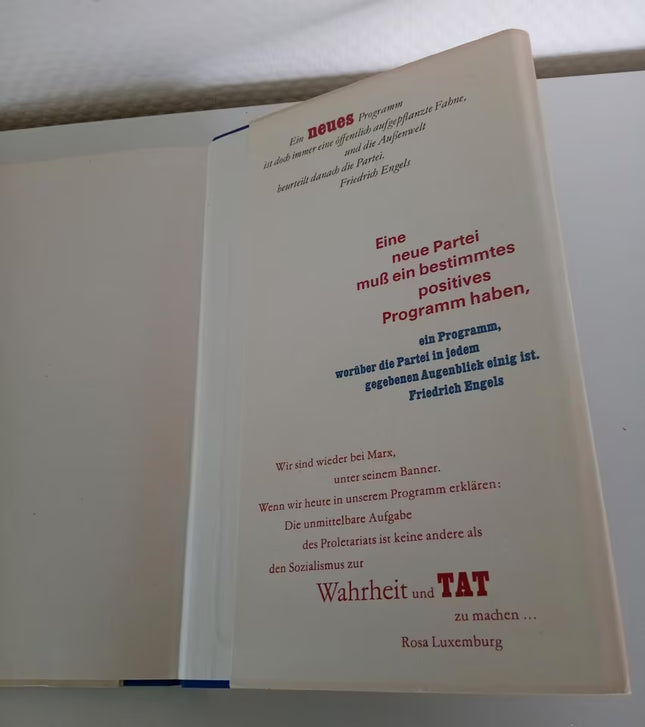 Ein neues Programm
ist doch immer eine öffentlich aufgepflanzte Fahne,
und die Außenwelt
beurteilt danach die Partei.
Friedrich Engels
Eine
neue Partei
muß ein bestimmtes
positives
Programm haben,
ein Programm,
worüber die Partei in jedem
gegebenen Augenblick einig ist.
Friedrich Engels
Wir sind wieder bei Marx,
unter seinem Banner.
Wenn wir heute in unserem Programm erklären:
Die unmittelbare Aufgabe
des Proletariats ist keine andere als
den Sozialismus zur
Wahrheit und TAT
zu machen ...
Rosa Luxemburg